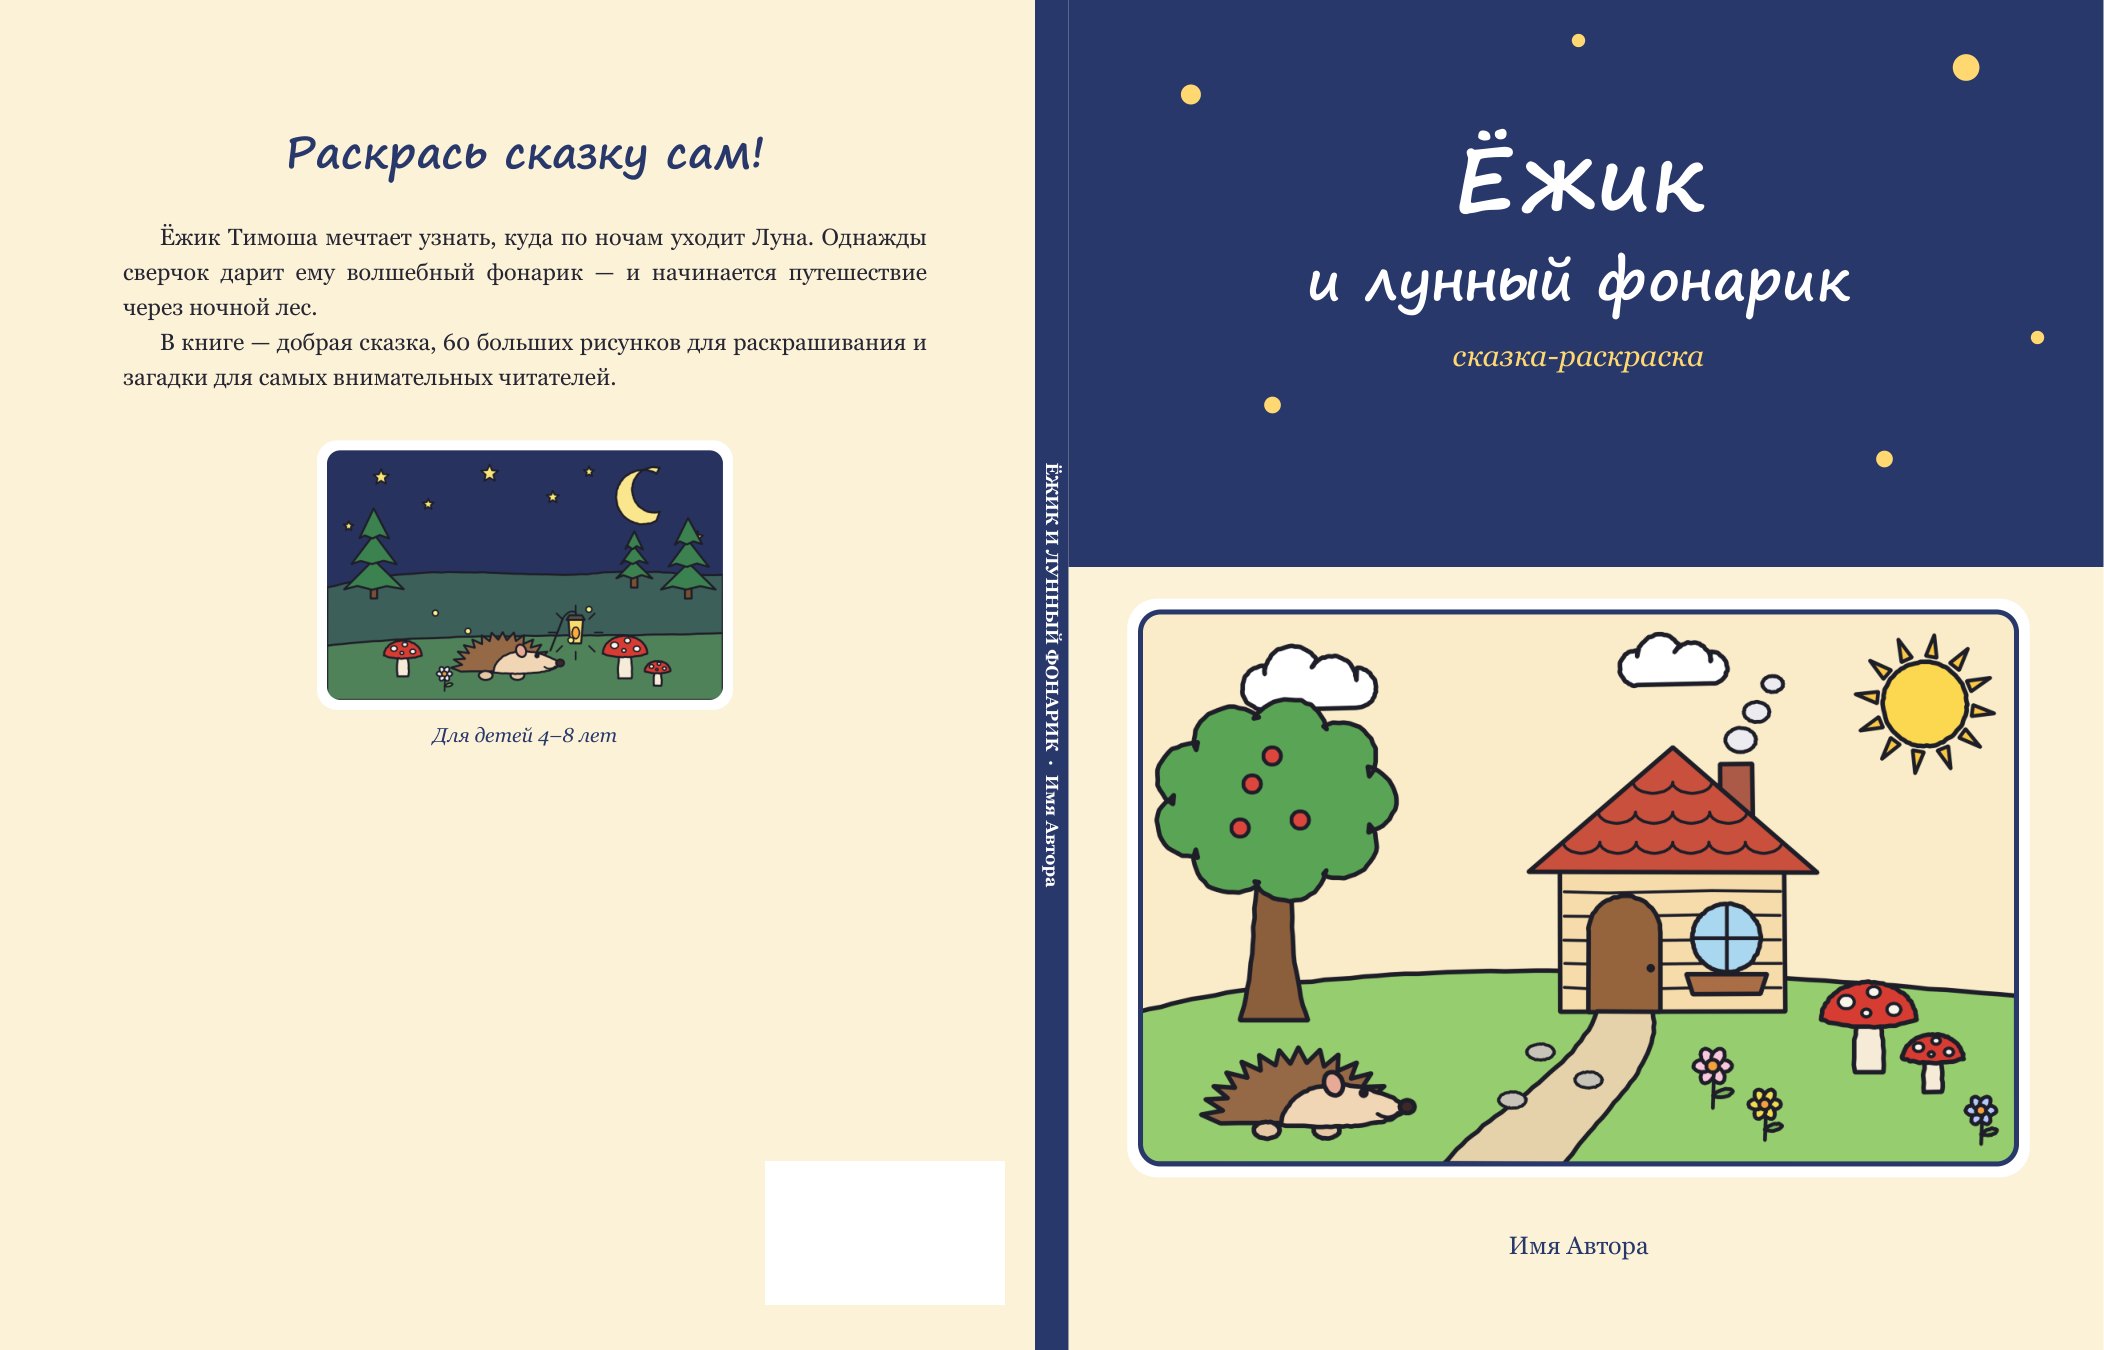 Раскрась сказку сам!
Ёжик Тимоша мечтает узнать, куда по ночам уходит Луна. Однажды
сверчок дарит ему волшебный фонарик — и начинается путешествие
через ночной лес.
В книге — добрая сказка, 60 больших рисунков для раскрашивания и
загадки для самых внимательных читателей.
Для детей 4–8 лет
ЁЖИК И ЛУННЫЙ ФОНАРИК · Имя Автора
Ёжик
и лунный фонарик
сказка-раскраска
Имя Автора